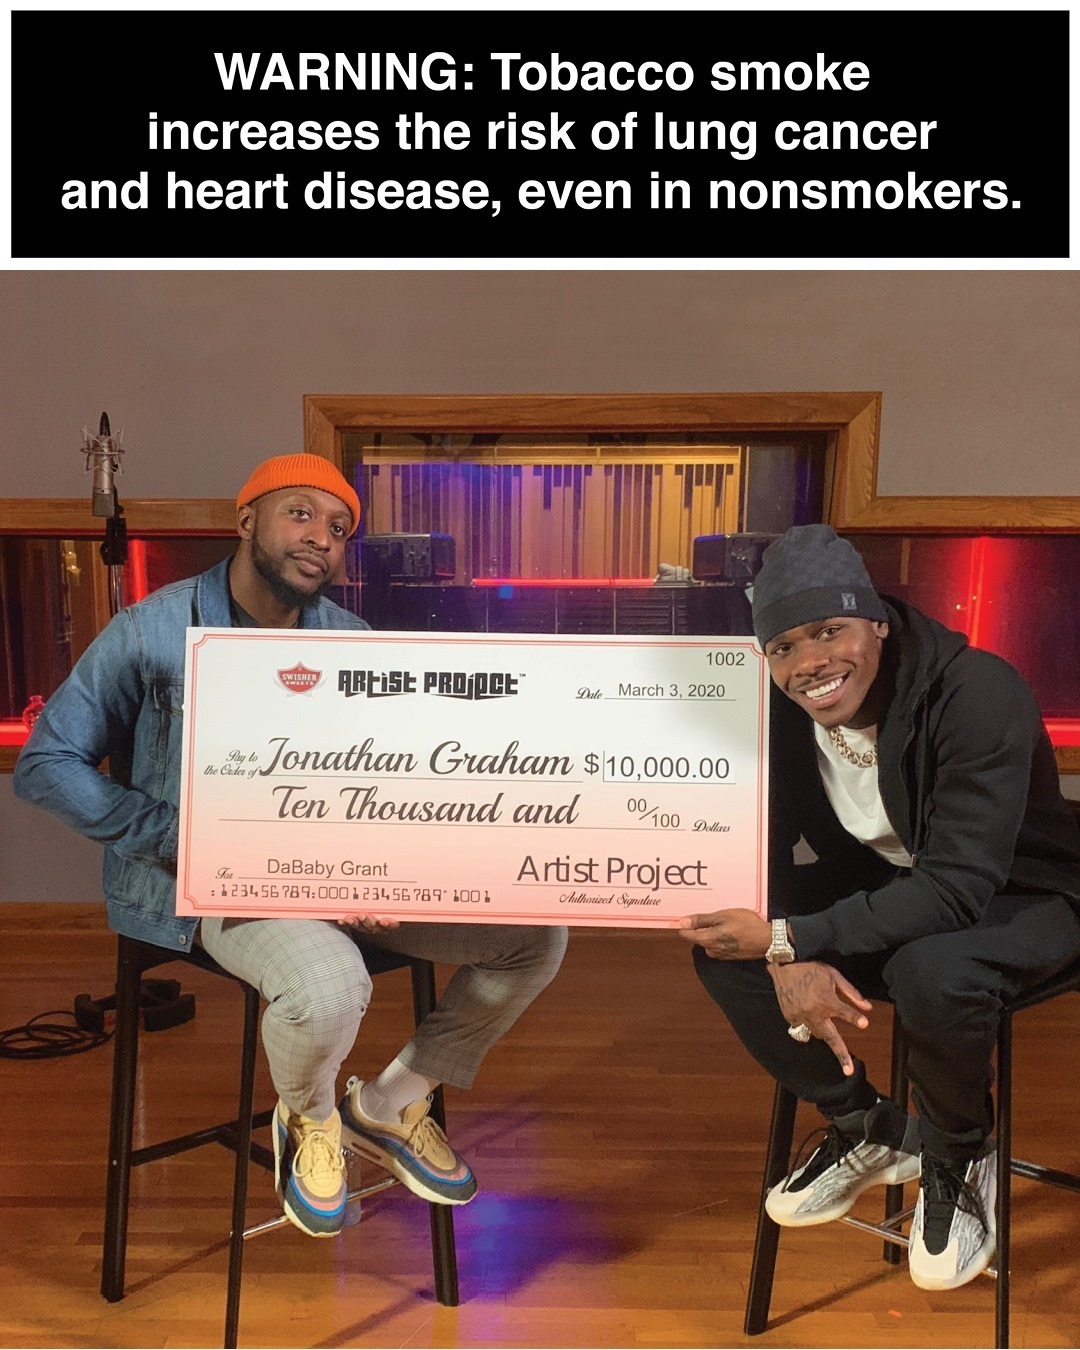 WARNING: Tobacco smoke
increases the risk of lung cancer
and heart disease, even in nonsmokers.
1002
SWISHER
SWEETS
ARTIST PROJECT™
Date March 3, 2020
Pay to
the Order of Jonathan Graham $ 10,000.00
Ten Thousand and 00/100 Dollars
For DaBaby Grant
Artist Project
:123456789:000123456789" 1001
Authorized Signature